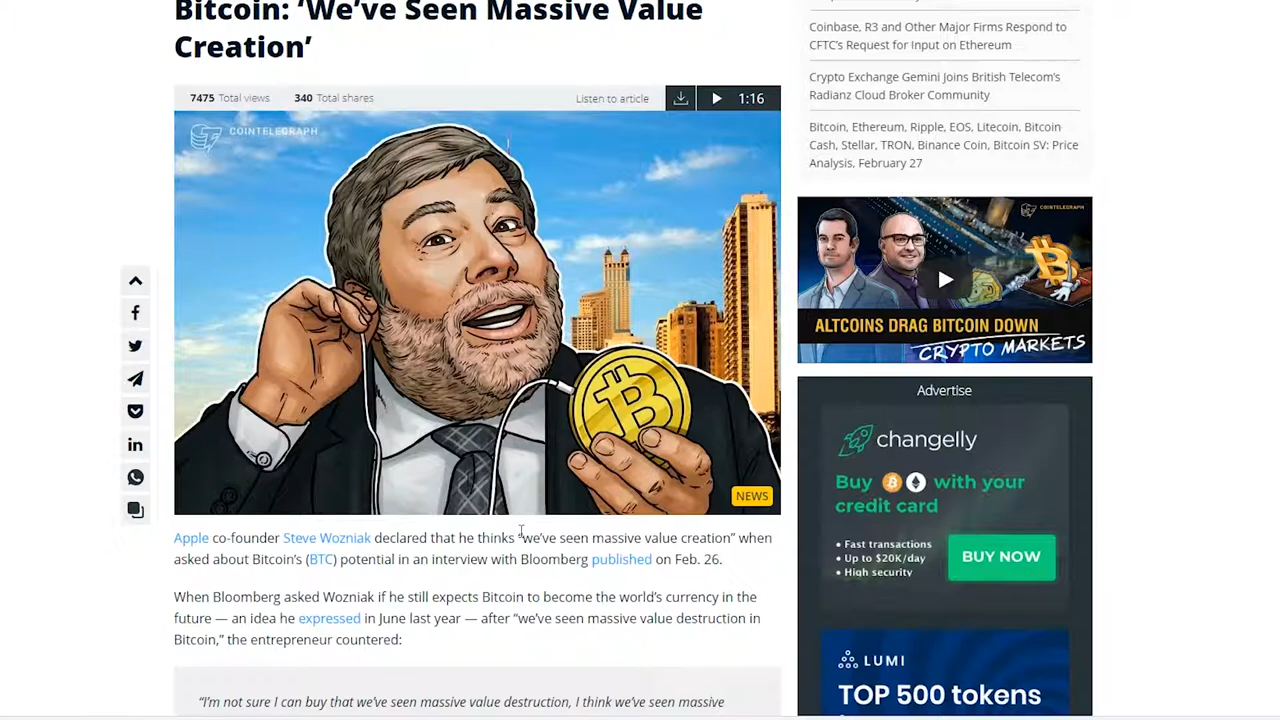 Bitcoin: ‘We’ve Seen Massive Value
Creation’
7475 Total views 340 Total shares Listen to article 1:16
COINTELEGRAPH
NEWS
Apple co-founder Steve Wozniak declared that he thinks “we’ve seen massive value creation” when
asked about Bitcoin’s (BTC) potential in an interview with Bloomberg published on Feb. 26.
When Bloomberg asked Wozniak if he still expects Bitcoin to become the world’s currency in the
future — an idea he expressed in June last year — after “we’ve seen massive value destruction in
Bitcoin,” the entrepreneur countered:
“I’m not sure I can buy that we’ve seen massive value destruction, I think we’ve seen massive
Coinbase, R3 and Other Major Firms Respond to
CFTC’s Request for Input on Ethereum
Crypto Exchange Gemini Joins British Telecom’s
Radianz Cloud Broker Community
Bitcoin, Ethereum, Ripple, EOS, Litecoin, Bitcoin
Cash, Stellar, TRON, Binance Coin, Bitcoin SV: Price
Analysis, February 27
COINTELEGRAPH
ALTCOINS DRAG BITCOIN DOWN
CRYPTO MARKETS
Advertise
changelly
Buy with your
credit card
• Fast transactions
• Up to $20K/day
• High security
BUY NOW
LUMI
TOP 500 tokens